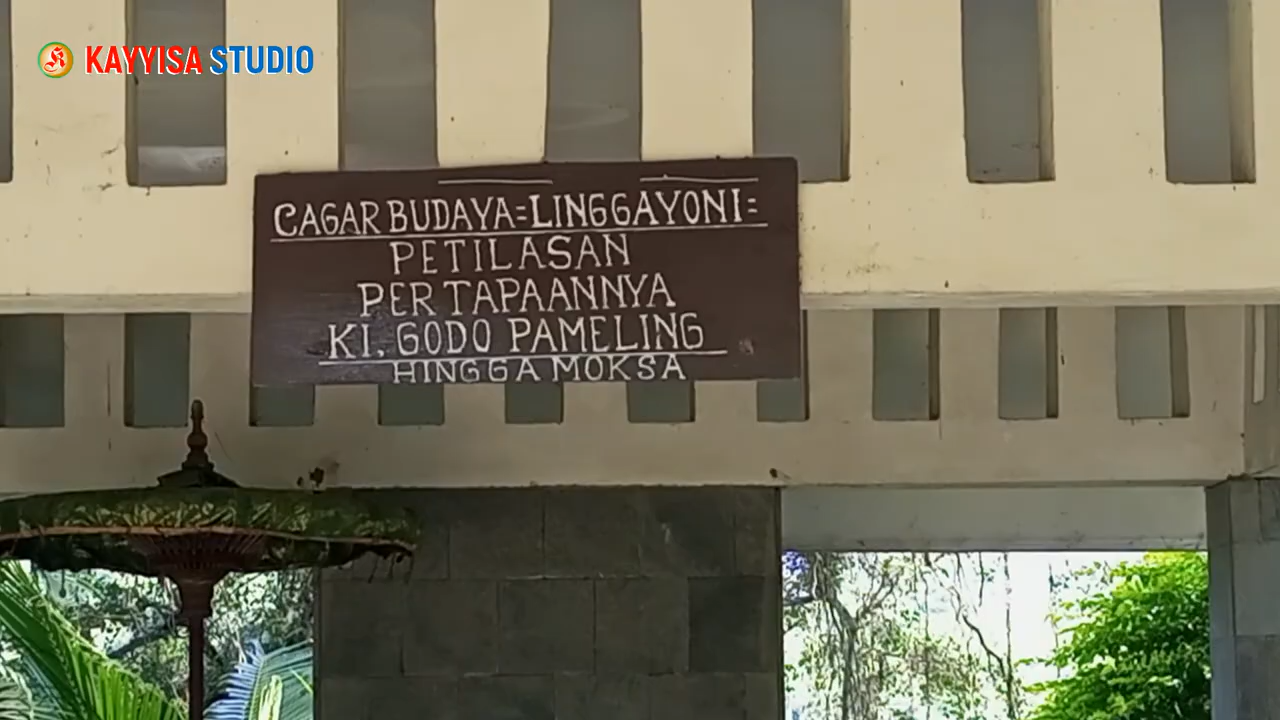 KAYYISA STUDIO
CAGAR BUDAYA=LINGGAYONI=
PETILASAN
PERTAPAANNYA
KI. GODO PAMELING
HINGGA MOKSA